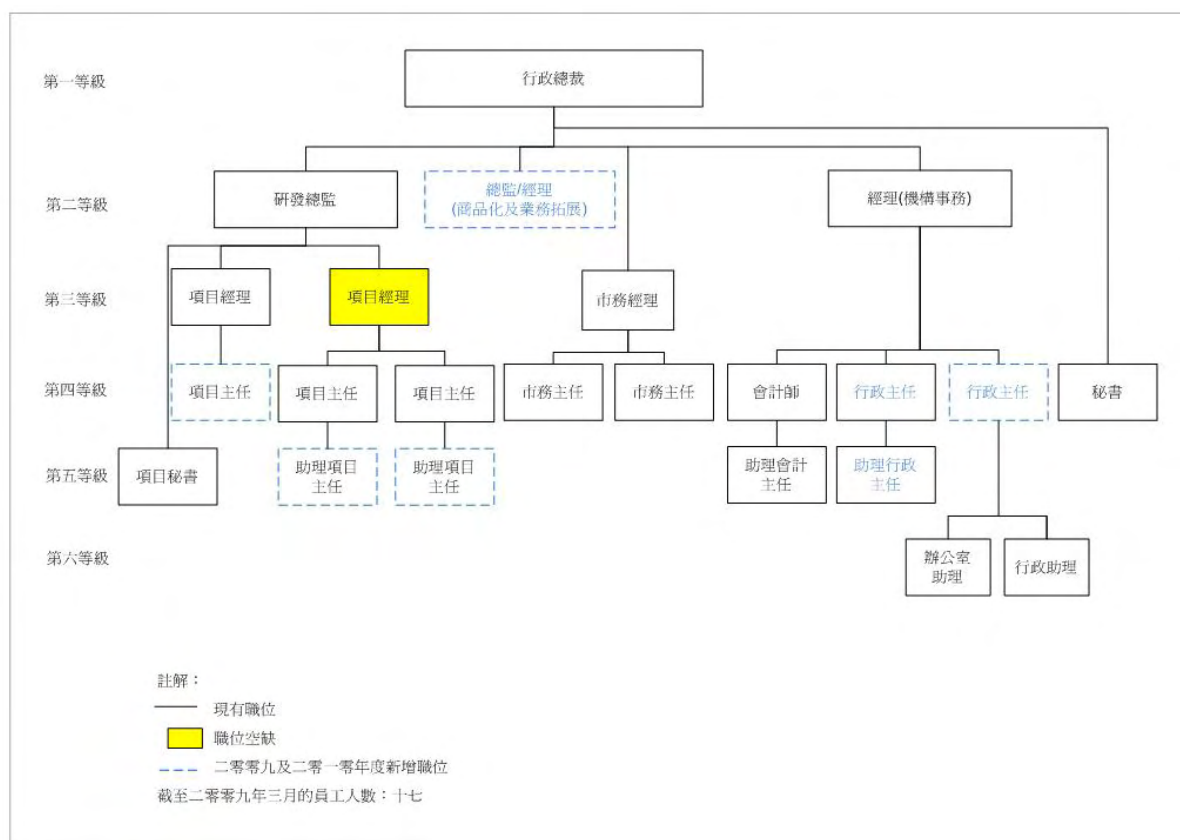 第一等級
行政總裁
第二等級
研發總監
總監/經理
(商品化及業務拓展)
經理(機構事務)
第三等級
項目經理
項目經理
市務經理
第四等級
項目主任
項目主任
項目主任
市務主任
市務主任
會計師
行政主任
行政主任
秘書
第五等級
項目秘書
助理項目
主任
助理項目
主任
助理會計
主任
助理行政
主任
第六等級
辦公室
助理
行政助理
註解：
現有職位
職位空缺
二零零九及二零一零年度新增職位
截至二零零九年三月的員工人數：十七